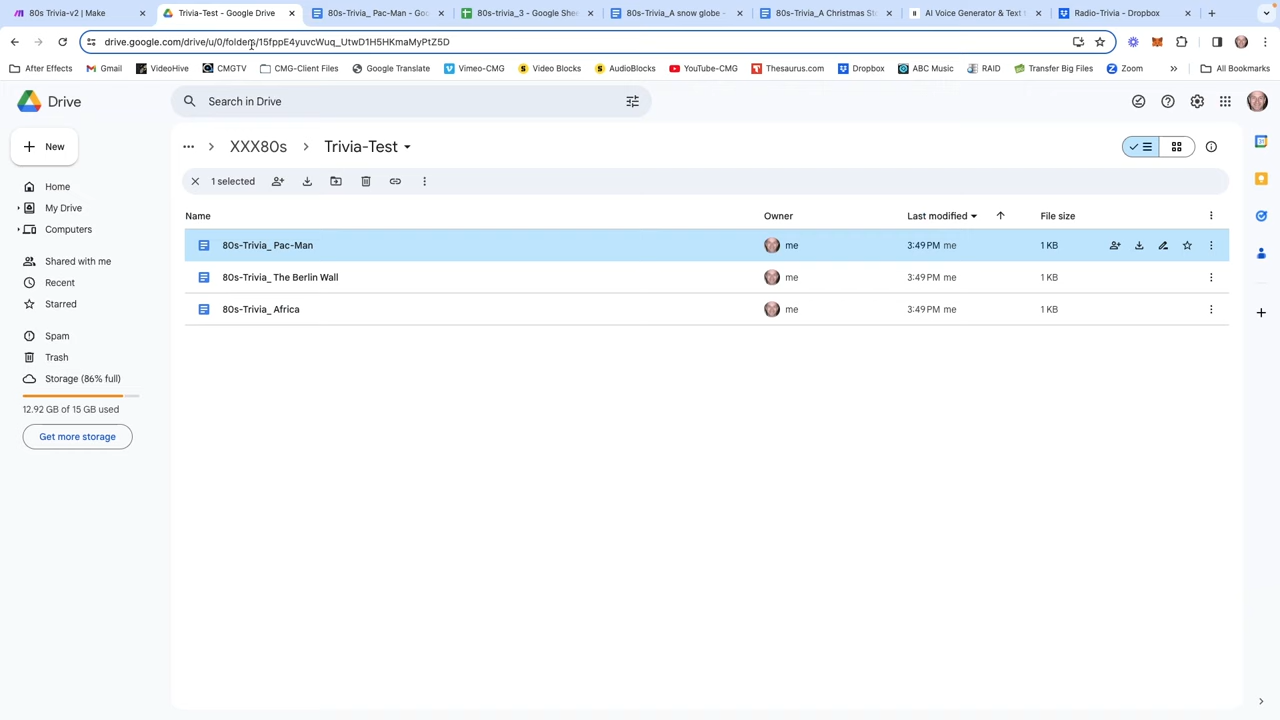 80s Trivia-v2 | Make
Trivia-Test - Google Drive
80s-Trivia_ Pac-Man - Goo
80s-trivia_3 - Google Shee
80s-Trivia_A snow globe -
80s-Trivia_A Christmas St
AI Voice Generator & Text t
Radio-Trivia - Dropbox
drive.google.com/drive/u/0/folders/15fppE4yuvcWuq_UtwD1H5HKmaMyPtZ5D
After Effects
Gmail
VideoHive
CMGTV
CMG-Client Files
Google Translate
Vimeo-CMG
Video Blocks
AudioBlocks
YouTube-CMG
Thesaurus.com
Dropbox
ABC Music
RAID
Transfer Big Files
Zoom
»
All Bookmarks
Drive
Search in Drive
New
XXX80s
Trivia-Test
1 selected
Home
My Drive
Computers
Shared with me
Recent
Starred
Spam
Trash
Storage (86% full)
12.92 GB of 15 GB used
Get more storage
Name Owner Last modified File size
80s-Trivia_ Pac-Man me 3:49 PM me 1 KB
80s-Trivia_ The Berlin Wall me 3:49 PM me 1 KB
80s-Trivia_ Africa me 3:49 PM me 1 KB